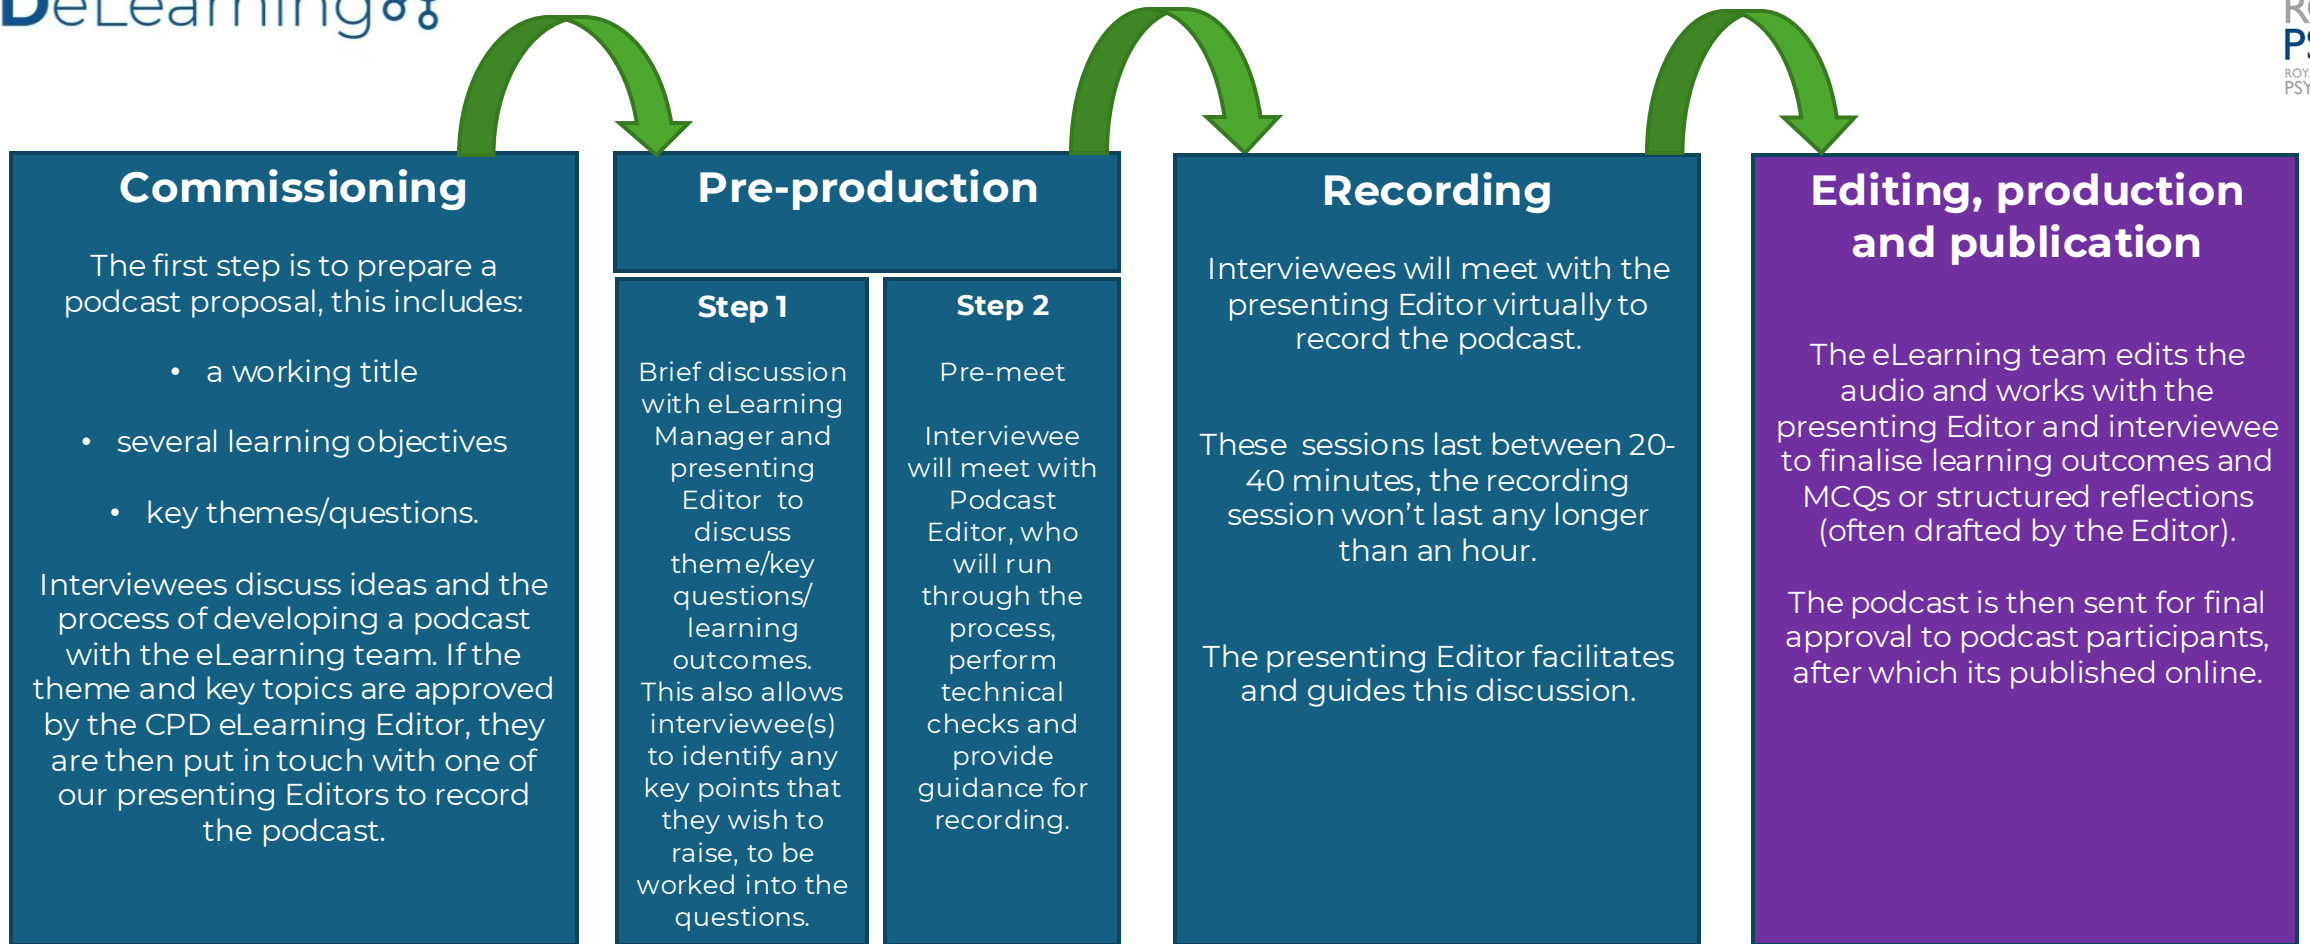 DeLearning
PS
ROY
PSY
Commissioning
The first step is to prepare a
podcast proposal, this includes:
• a working title
• several learning objectives
• key themes/questions.
Interviewees discuss ideas and the
process of developing a podcast
with the eLearning team. If the
theme and key topics are approved
by the CPD eLearning Editor, they
are then put in touch with one of
our presenting Editors to record
the podcast.
Pre-production
Step 1
Brief discussion
with eLearning
Manager and
presenting
Editor to
discuss
theme/key
questions/
learning
outcomes.
This also allows
interviewee(s)
to identify any
key points that
they wish to
raise, to be
worked into the
questions.
Step 2
Pre-meet
Interviewee
will meet with
Podcast
Editor, who
will run
through the
process,
perform
technical
checks and
provide
guidance for
recording.
Recording
Interviewees will meet with the
presenting Editor virtually to
record the podcast.
These sessions last between 20-
40 minutes, the recording
session won't last any longer
than an hour.
The presenting Editor facilitates
and guides this discussion.
Editing, production
and publication
The eLearning team edits the
audio and works with the
presenting Editor and interviewee
to finalise learning outcomes and
MCQs or structured reflections
(often drafted by the Editor).
The podcast is then sent for final
approval to podcast participants,
after which its published online.